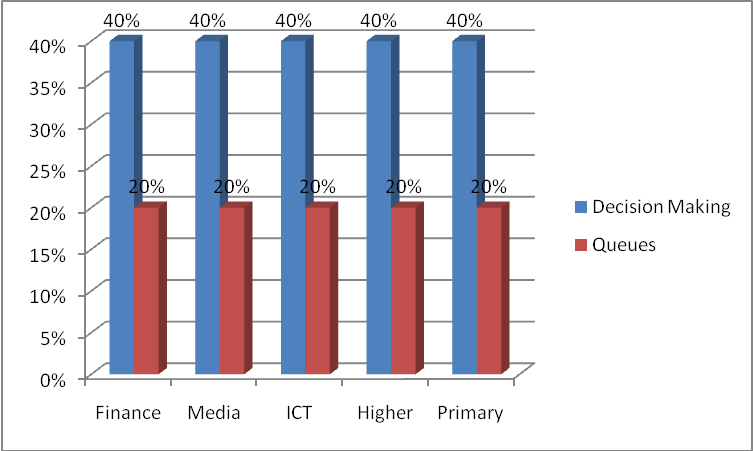 40% 40% 40% 40% 40%
40%
35%
30%
25%
20% 20% 20% 20% 20%
20%
15%
10%
5%
0%
Finance Media ICT Higher Primary
Decision Making
Queues